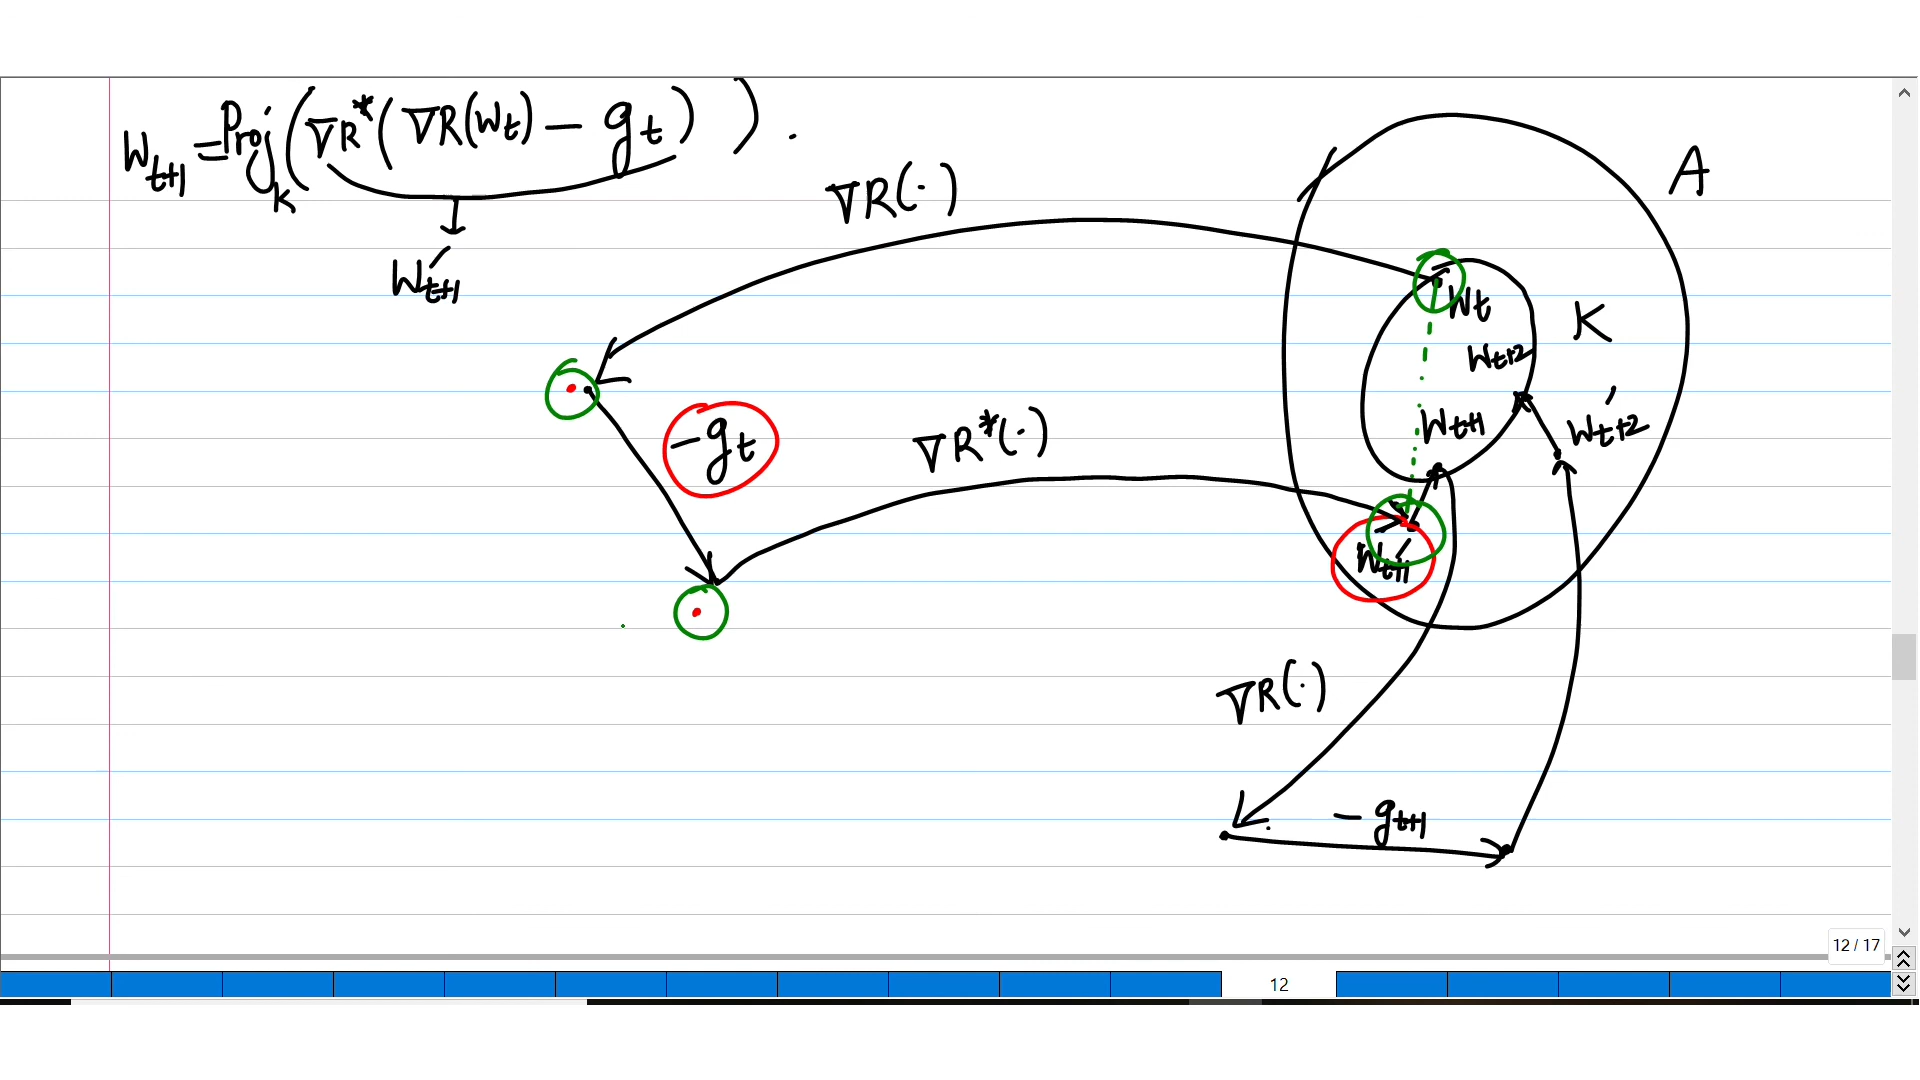 W_{t+1} = Proj_K (∇R*(∇R(W_t) - g_t)) .
W'_{t+1}
∇R(·)
A
W_t
K
W_{t+2}
-g_t
∇R*(·)
W_{t+1}
W'_{t+2}
W'_{t+1}
∇R(·)
-g_{t+1}
12 / 17
12